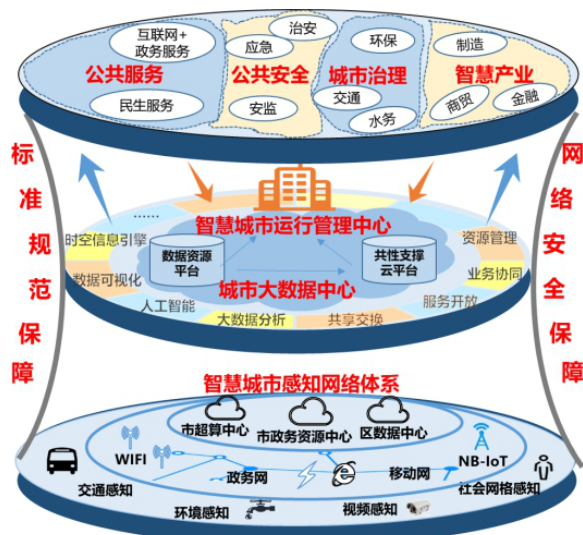 互联网+
政务服务
应急
治安
环保
制造
公共服务
公共安全
城市治理
智慧产业
民生服务
安监
交通
水务
商贸
金融
标准规范保障
网络安全保障
……
智慧城市运行管理中心
时空信息引擎
数据资源
平台
共性支撑
云平台
资源管理
数据可视化
城市大数据中心
业务协同
人工智能
大数据分析
共享交换
服务开放
智慧城市感知网络体系
市超算中心
市政务资源中心
区数据中心
WIFI
政务网
移动网
NB-IoT
交通感知
社会网格感知
环境感知
视频感知